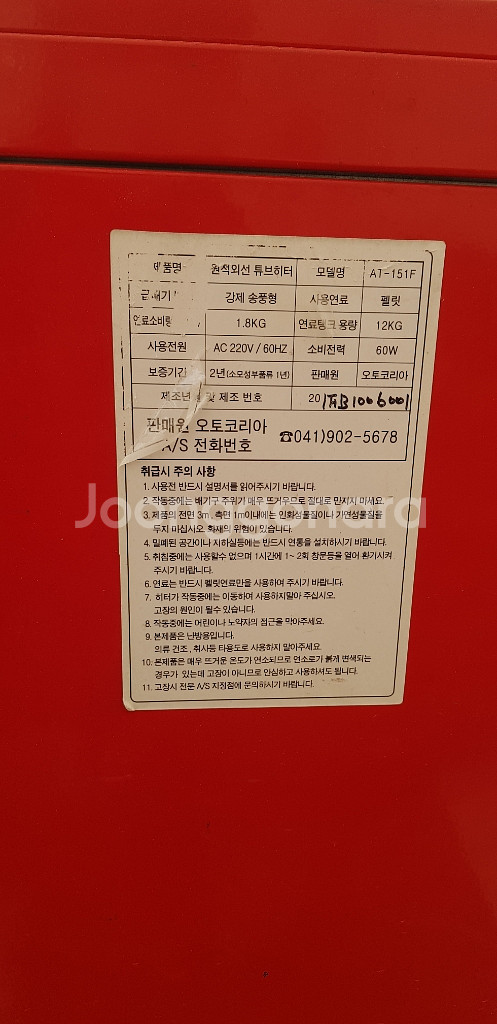 제품명 원적외선 튜브히터 모델명 AT-151F
강제 송풍형 사용연료 펠릿
연료소비량 1.8KG 연료탱크 용량 12KG
사용전원 AC 220V / 60HZ 소비전력 60W
보증기간 2년(소모성부품류 1년) 판매원 오토코리아
제조년 및 제조 번호 20
판매원 오토코리아
A/S 전화번호 ☎041)902-5678
취급시 주의 사항
1. 사용전 반드시 설명서를 읽어주시기 바랍니다.
2. 작동중에는 배기구 주위가 매우 뜨거우므로 절대로 만지지 마세요.
3. 제품의 전면 3m, 측면 1m이내에는 인화성물질이나 가연성물질을
두지 마십시오. 화재의 위험이 있습니다.
4. 밀폐된 공간이나 지하실등에는 반드시 연통을 설치하시기 바랍니다.
5. 취침중에는 사용할수 없으며 1시간에 1~2회 창문등을 열어 환기시켜
주시기 바랍니다.
6. 연료는 반드시 펠릿연료만을 사용하여 주시기 바랍니다.
7. 히터가 작동중에는 이동하여 사용하지말아 주십시오.
고장의 원인이 될수 있습니다.
8. 작동중에는 어린이나 노약자의 접근을 막아주세요.
9. 본제품은 난방용입니다.
의류 건조, 취사등 타용도로 사용하지 말아주세요.
10. 본제품은 매우 뜨거운 온도가 연소되므로 연소로가 붉게 변색되는
경우가 있는데 고장이 아니므로 안심하고 사용하셔도 됩니다.
11. 고장시 전문 A/S 지정점에 문의하시기 바랍니다.